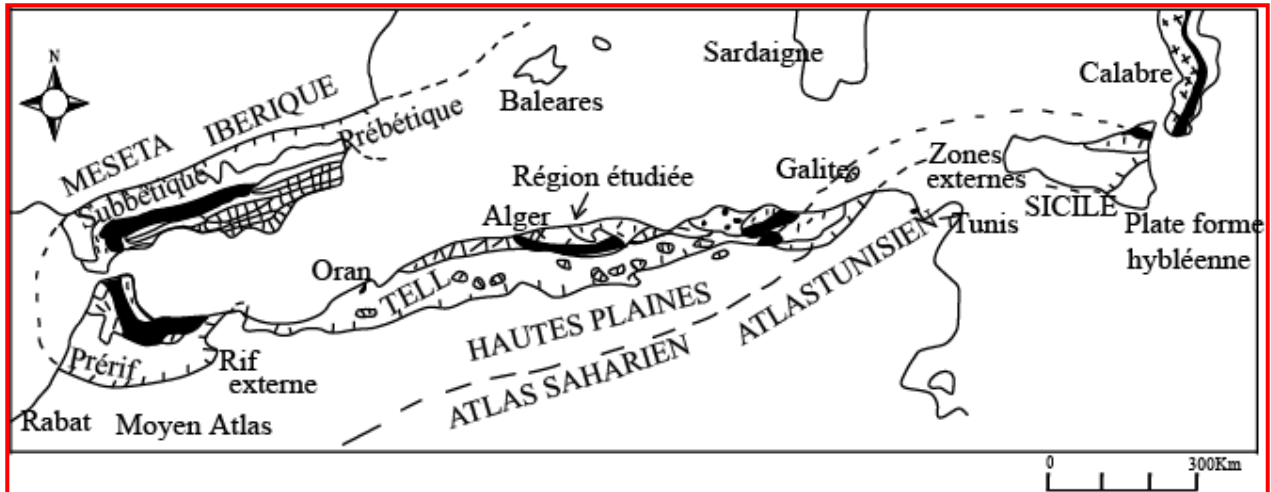 N
Sardaigne
Calabre
Baleares
MESETA IBERIQUE
Prébétique
Subbétique
Région étudiée
Galite
Zones
externes
Alger
SICILE
Tunis
Plate forme
hybléenne
Oran
TELL
HAUTES PLAINES
ATLASTUNISIEN
ATLAS SAHARIEN
Prérif
Rif
externe
Rabat
Moyen Atlas
0
300Km